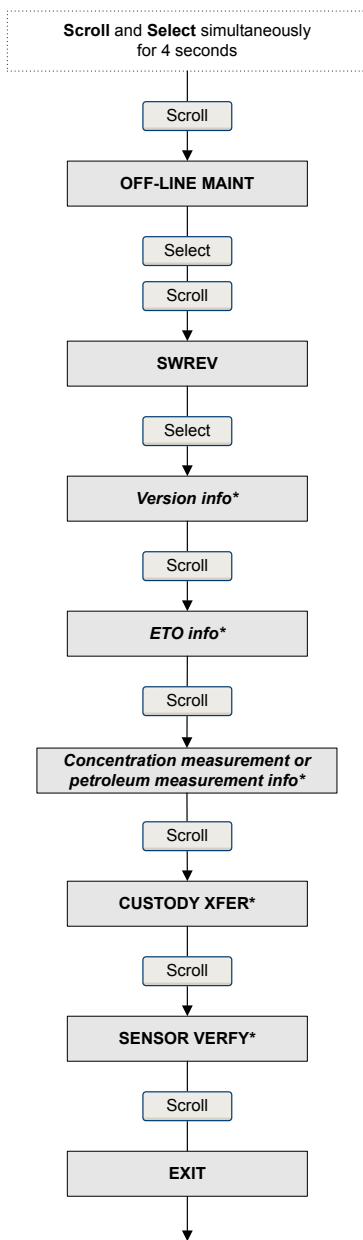 Scroll and Select simultaneously
for 4 seconds
Scroll
OFF-LINE MAINT
Select
Scroll
SWREV
Select
Version info*
Scroll
ETO info*
Scroll
Concentration measurement or
petroleum measurement info*
Scroll
CUSTODY XFER*
Scroll
SENSOR VERFY*
Scroll
EXIT